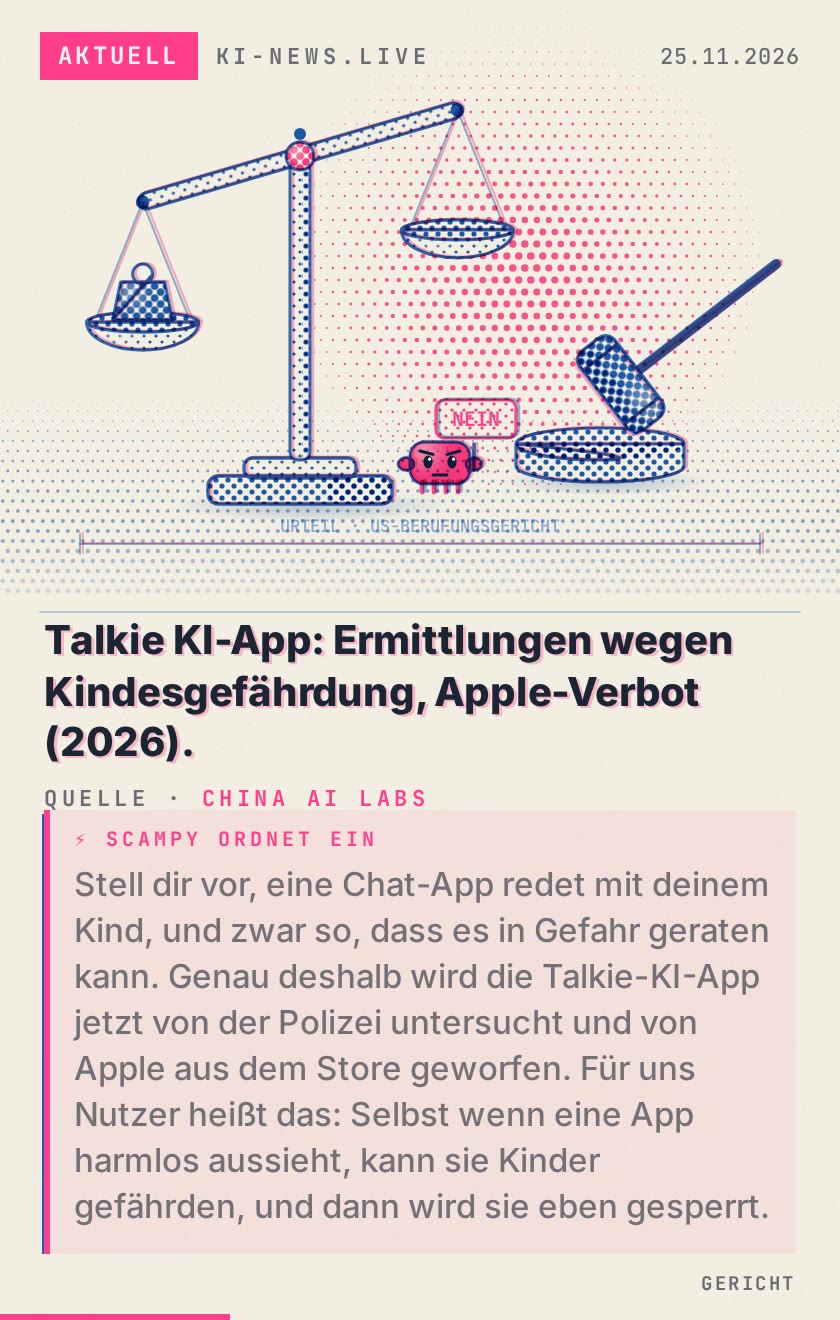 AKTUELL KI-NEWS.LIVE 25.11.2026
NEIN
URTEIL · US-BERUFUNGSGERICHT
Talkie KI-App: Ermittlungen wegen
Kindesgefährdung, Apple-Verbot
(2026).
QUELLE · CHINA AI LABS
⚡ SCAMPY ORDNET EIN
Stell dir vor, eine Chat-App redet mit deinem
Kind, und zwar so, dass es in Gefahr geraten
kann. Genau deshalb wird die Talkie-KI-App
jetzt von der Polizei untersucht und von
Apple aus dem Store geworfen. Für uns
Nutzer heißt das: Selbst wenn eine App
harmlos aussieht, kann sie Kinder
gefährden, und dann wird sie eben gesperrt.
GERICHT